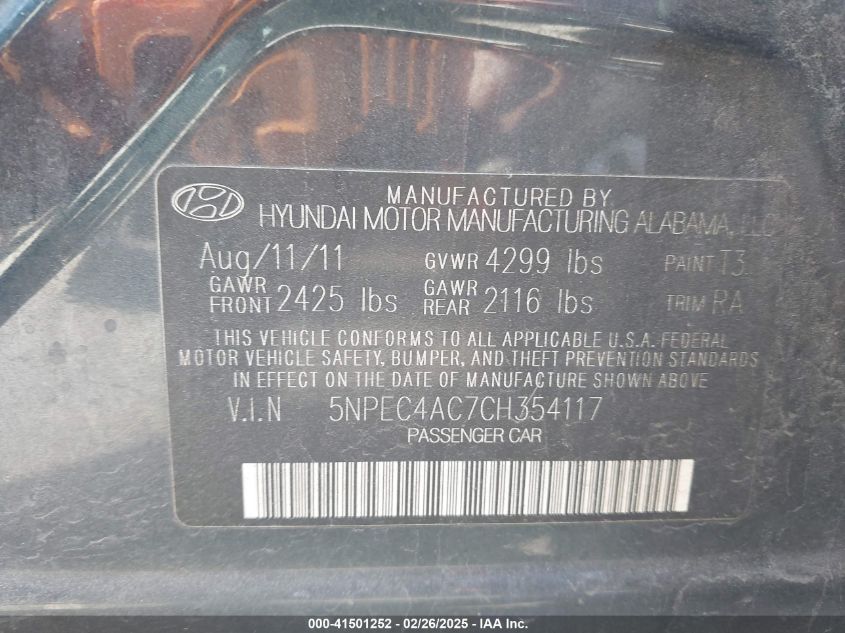 MANUFACTURED BY
HYUNDAI MOTOR MANUFACTURING ALABAMA, LLC
Aug/11/11 GVWR 4299 lbs PAINT T3
GAWR FRONT 2425 lbs GAWR REAR 2116 lbs TRIM RA
THIS VEHICLE CONFORMS TO ALL APPLICABLE U.S.A. FEDERAL
MOTOR VEHICLE SAFETY, BUMPER, AND THEFT PREVENTION STANDARDS
IN EFFECT ON THE DATE OF MANUFACTURE SHOWN ABOVE
V.I.N 5NPEC4AC7CH354117
PASSENGER CAR
000-41501252 - 02/26/2025 - IAAI.COM